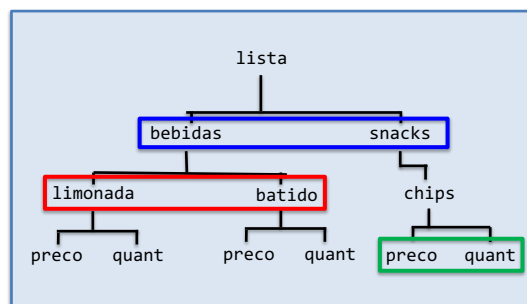 lista
bebidas snacks
limonada batido chips
preco quant preco quant preco quant